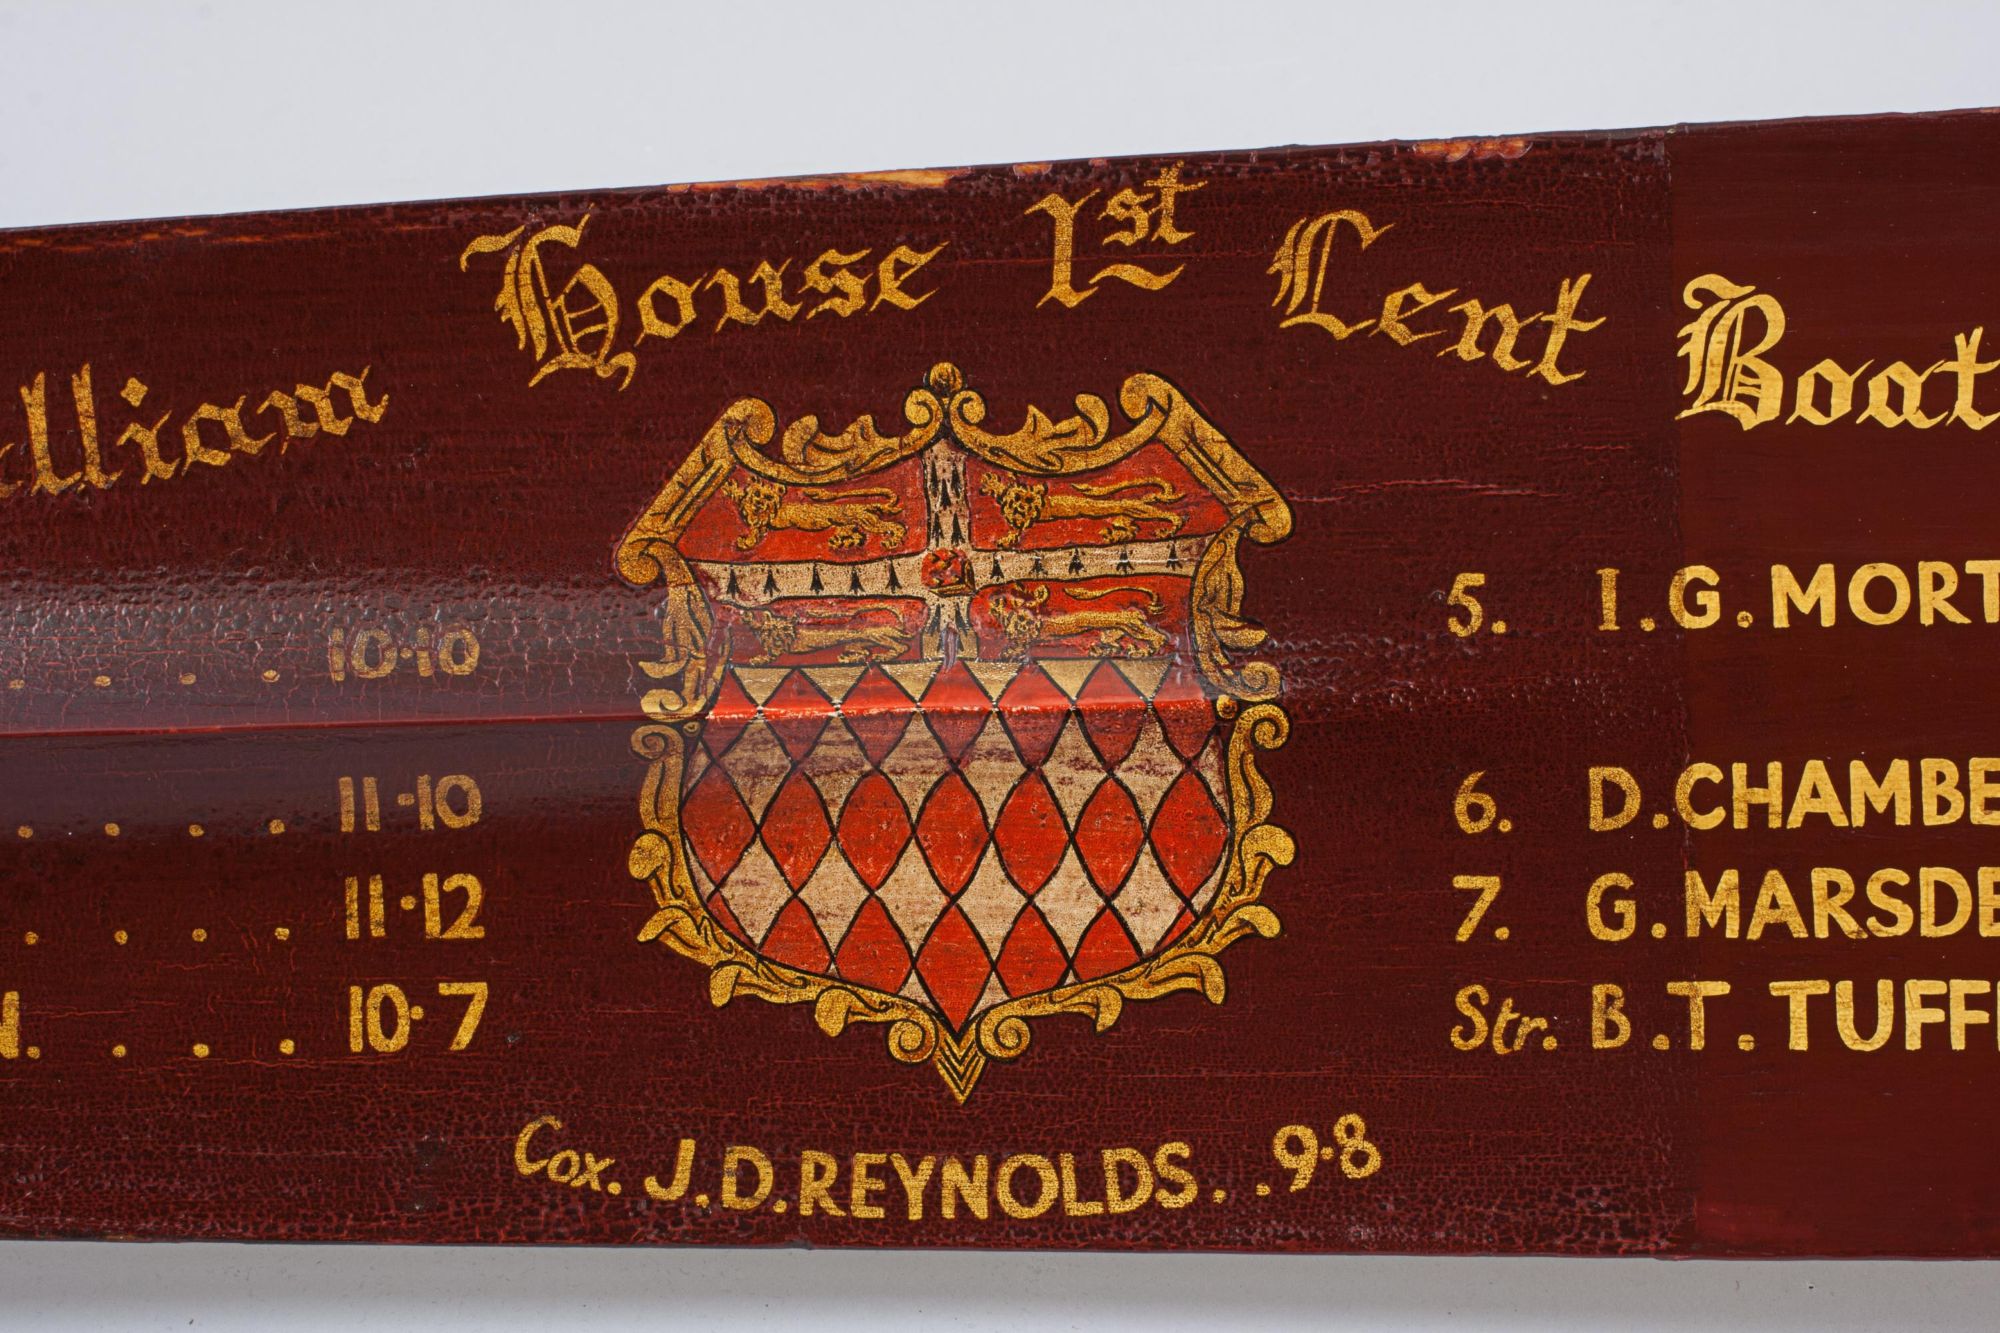 House 1st Lent Boat
10·10
11·10
11·12
10·7
5. I.G. MORT
6. D. CHAMBE
7. G. MARSDE
Str. B.T. TUFF
Cox. J.D. REYNOLDS. . . 9·8